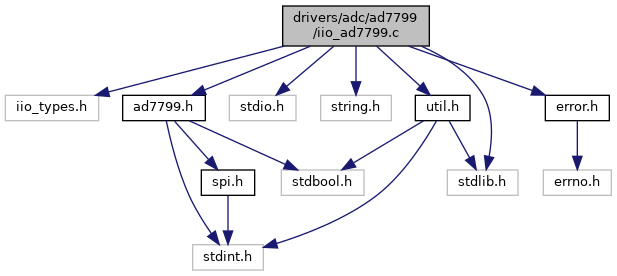 drivers/adc/ad7799
/iio_ad7799.c
iio_types.h
ad7799.h
stdio.h
string.h
util.h
error.h
spi.h
stdbool.h
stdlib.h
errno.h
stdint.h